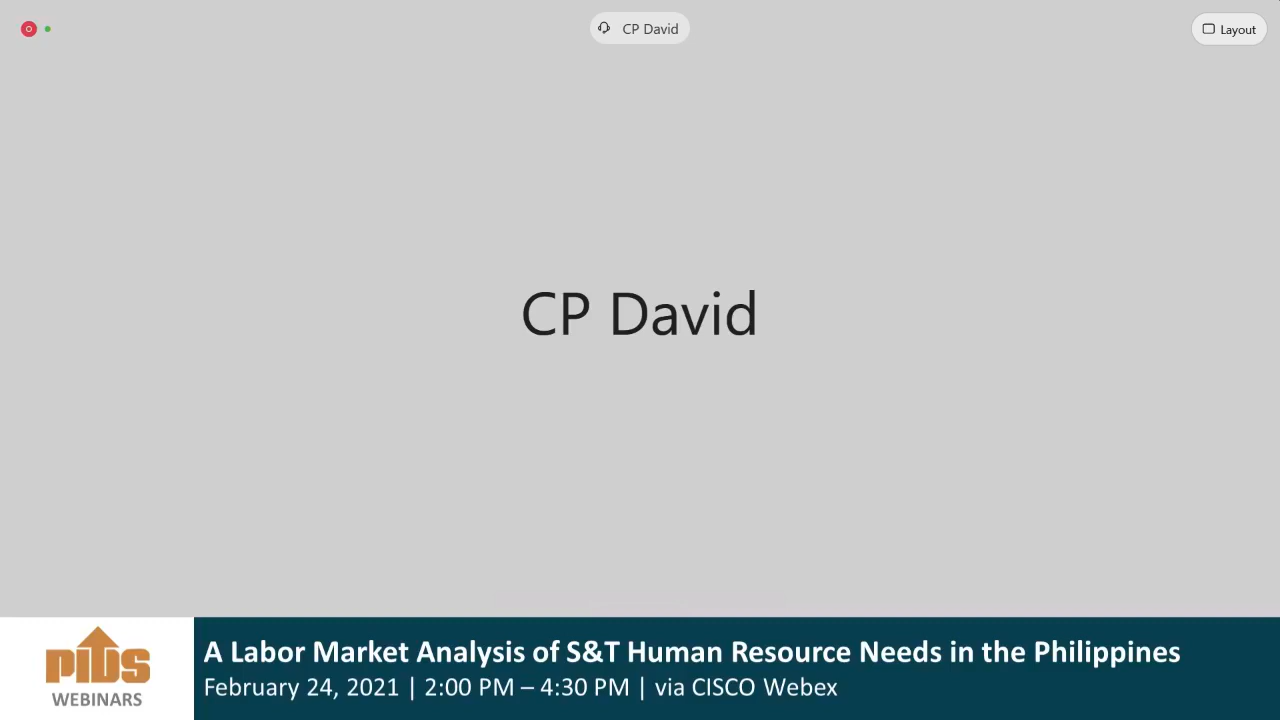 CP David
Layout
CP David
pids
WEBINARS
A Labor Market Analysis of S&T Human Resource Needs in the Philippines
February 24, 2021 | 2:00 PM – 4:30 PM | via CISCO Webex